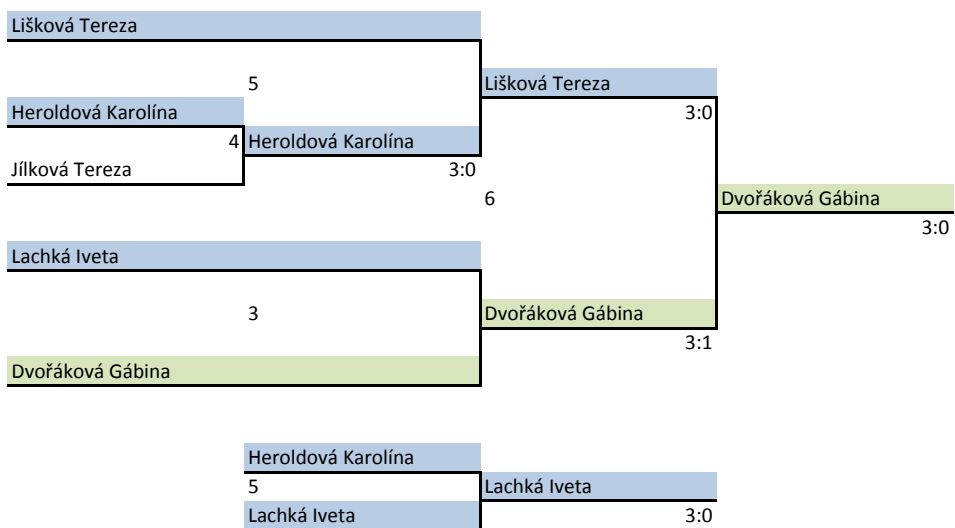 Lišková Tereza
5
Lišková Tereza
Heroldová Karolína
3:0
4 Heroldová Karolína
Jílková Tereza
3:0
6
Dvořáková Gábina
3:0
Lachká Iveta
3
Dvořáková Gábina
3:1
Dvořáková Gábina
Heroldová Karolína
5
Lachká Iveta
Lachká Iveta
3:0